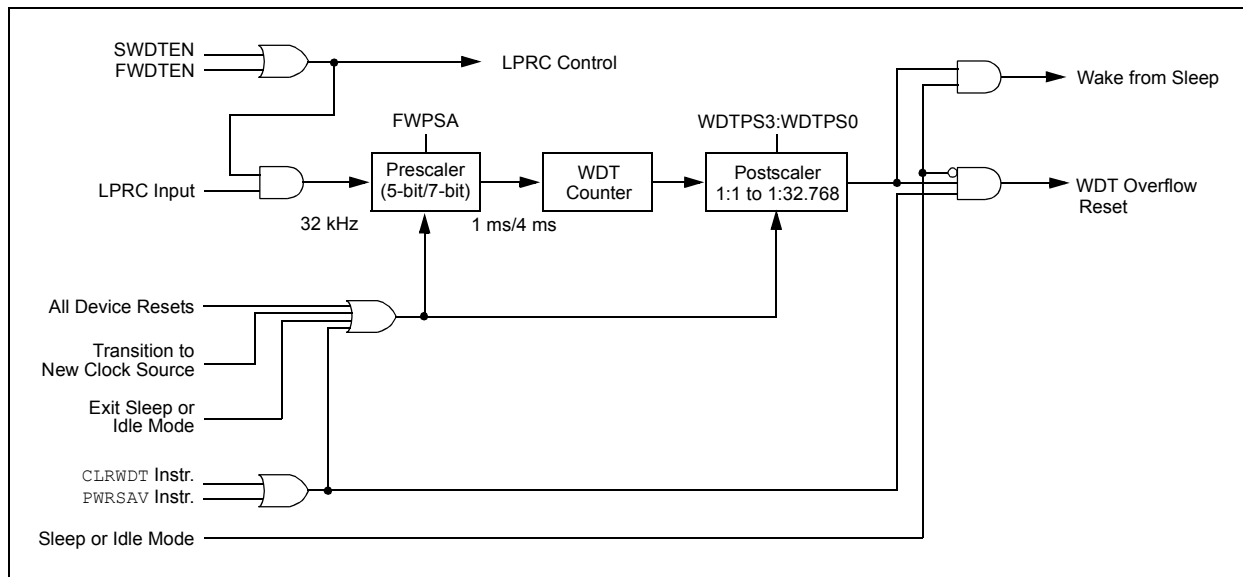 SWDTEN
FWDTEN
LPRC Control
Wake from Sleep
FWPSA
WDTPS3:WDTPS0
LPRC Input
Prescaler
(5-bit/7-bit)
WDT
Counter
Postscaler
1:1 to 1:32.768
WDT Overflow
Reset
32 kHz
1 ms/4 ms
All Device Resets
Transition to
New Clock Source
Exit Sleep or
Idle Mode
CLRWDT Instr.
PWRSAV Instr.
Sleep or Idle Mode